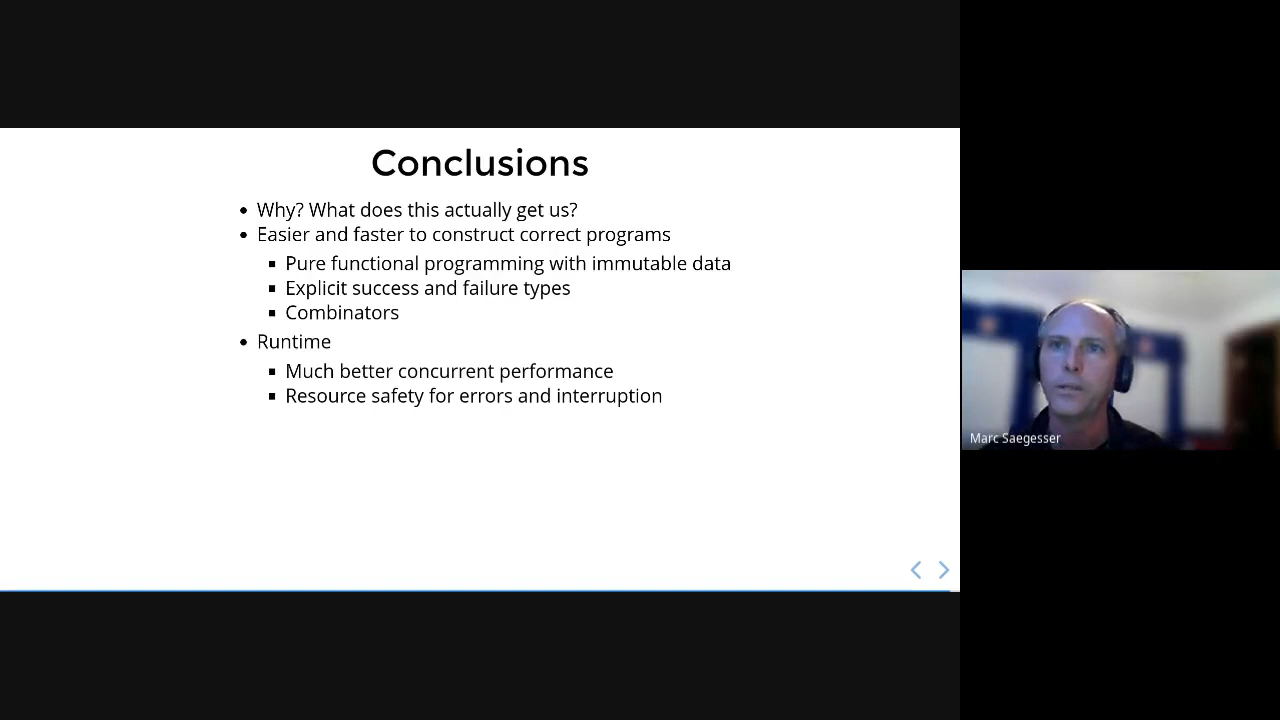 Conclusions
Why? What does this actually get us?
Easier and faster to construct correct programs
Pure functional programming with immutable data
Explicit success and failure types
Combinators
Runtime
Much better concurrent performance
Resource safety for errors and interruption
Marc Saegesser